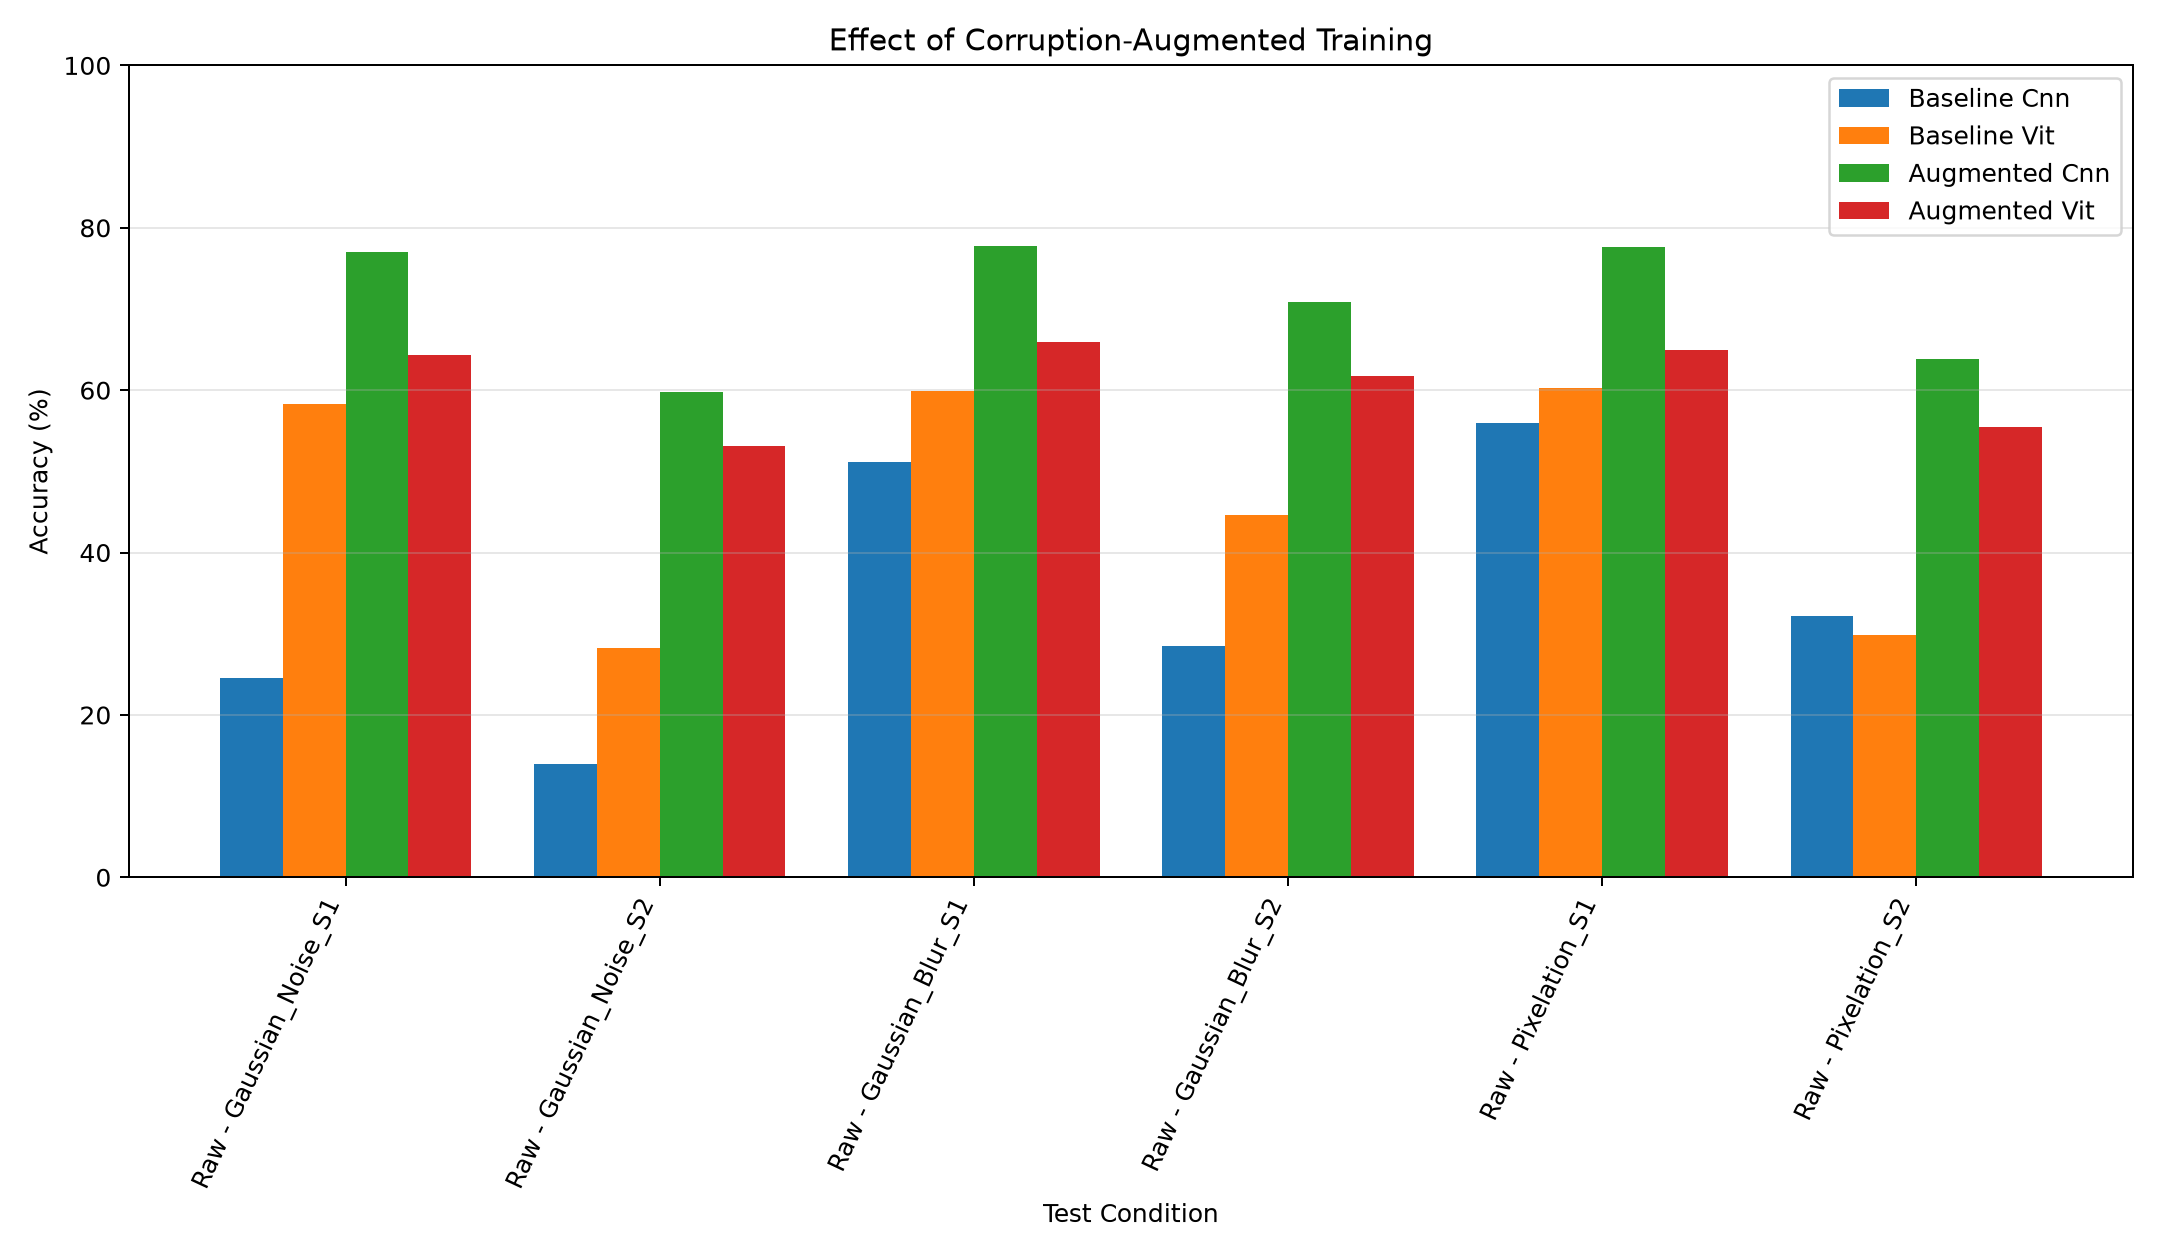 Effect of Corruption-Augmented Training
100
80
60
40
20
0
Accuracy (%)
Baseline Cnn
Baseline Vit
Augmented Cnn
Augmented Vit
Raw - Gaussian_Noise_S1
Raw - Gaussian_Noise_S2
Raw - Gaussian_Blur_S1
Raw - Gaussian_Blur_S2
Raw - Pixelation_S1
Raw - Pixelation_S2
Test Condition